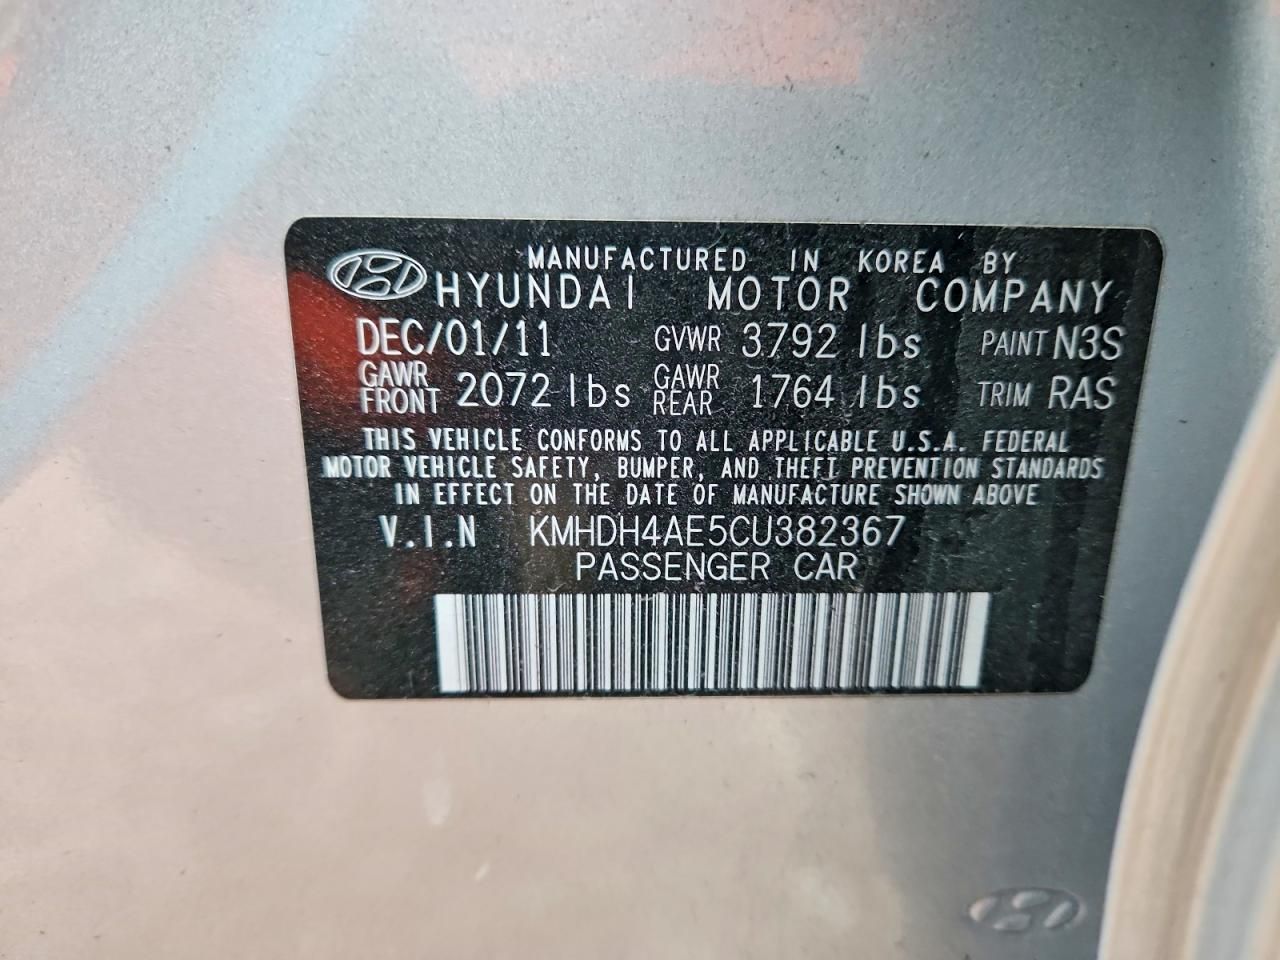 MANUFACTURED IN KOREA BY
HYUNDAI MOTOR COMPANY
DEC/01/11 GVWR 3792 lbs PAINT N3S
GAWR FRONT 2072 lbs GAWR REAR 1764 lbs TRIM RAS
THIS VEHICLE CONFORMS TO ALL APPLICABLE U.S.A. FEDERAL
MOTOR VEHICLE SAFETY, BUMPER, AND THEFT PREVENTION STANDARDS
IN EFFECT ON THE DATE OF MANUFACTURE SHOWN ABOVE
V.I.N KMHDH4AE5CU382367
PASSENGER CAR